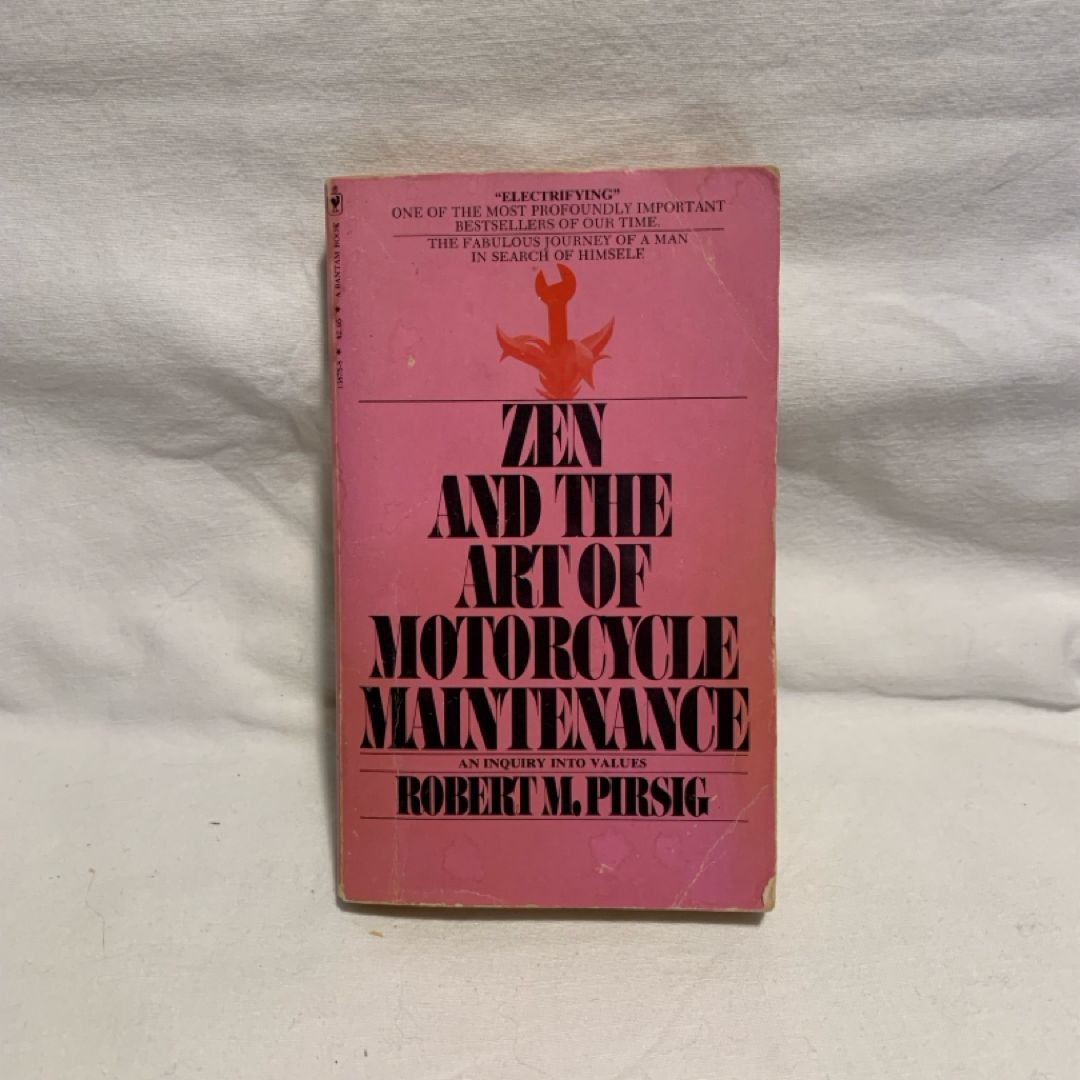 "ELECTRIFYING"
ONE OF THE MOST PROFOUNDLY IMPORTANT
BESTSELLERS OF OUR TIME.
THE FABULOUS JOURNEY OF A MAN
IN SEARCH OF HIMSELF
ZEN
AND THE
ART OF
MOTORCYCLE
MAINTENANCE
AN INQUIRY INTO VALUES
ROBERT M. PIRSIG
★ A BANTAM BOOK